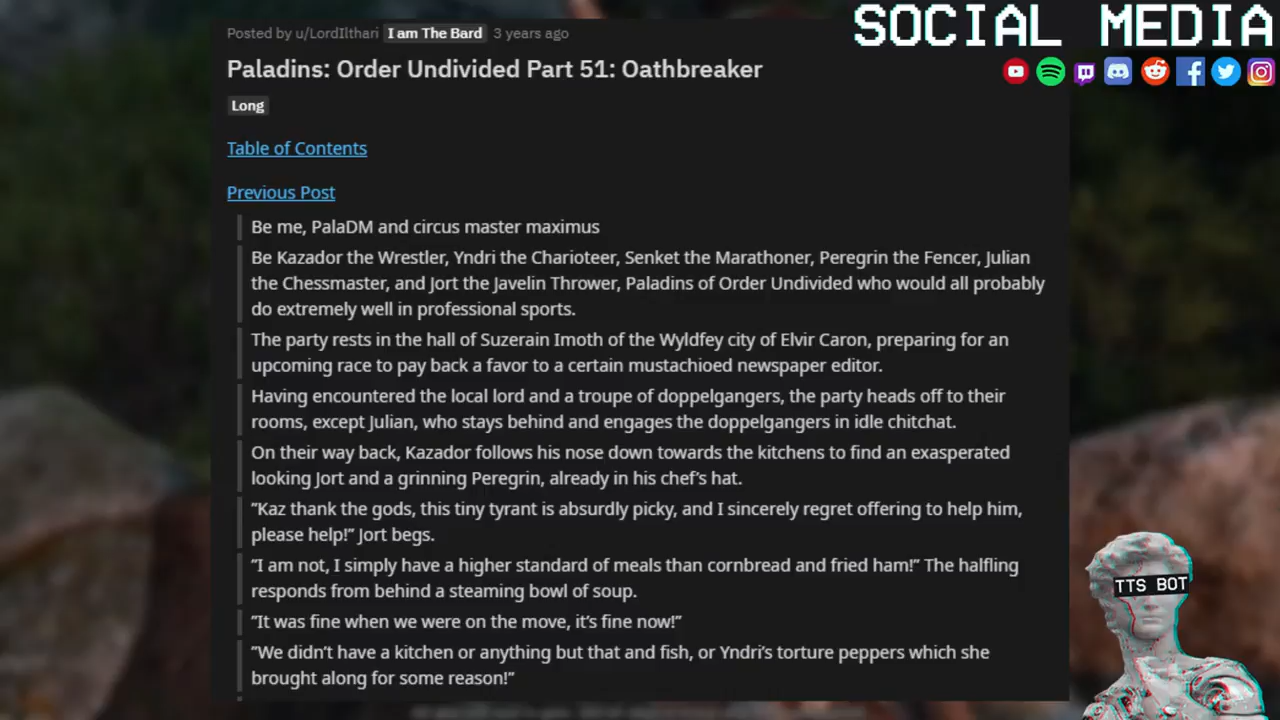 SOCIAL MEDIA
Posted by u/LordIlthari I am The Bard 3 years ago
Paladins: Order Undivided Part 51: Oathbreaker
Long
Table of Contents
Previous Post
Be me, PalaDM and circus master maximus
Be Kazador the Wrestler, Yndri the Charioteer, Senket the Marathoner, Peregrin the Fencer, Julian
the Chessmaster, and Jort the Javelin Thrower, Paladins of Order Undivided who would all probably
do extremely well in professional sports.
The party rests in the hall of Suzerain Imoth of the Wyldfey city of Elvir Caron, preparing for an
upcoming race to pay back a favor to a certain mustachioed newspaper editor.
Having encountered the local lord and a troupe of doppelgangers, the party heads off to their
rooms, except Julian, who stays behind and engages the doppelgangers in idle chitchat.
On their way back, Kazador follows his nose down towards the kitchens to find an exasperated
looking Jort and a grinning Peregrin, already in his chef’s hat.
“Kaz thank the gods, this tiny tyrant is absurdly picky, and I sincerely regret offering to help him,
please help!” Jort begs.
“I am not, I simply have a higher standard of meals than cornbread and fried ham!” The halfling
responds from behind a steaming bowl of soup.
“It was fine when we were on the move, it’s fine now!”
“We didn’t have a kitchen or anything but that and fish, or Yndri’s torture peppers which she
brought along for some reason!”
TTS BOT